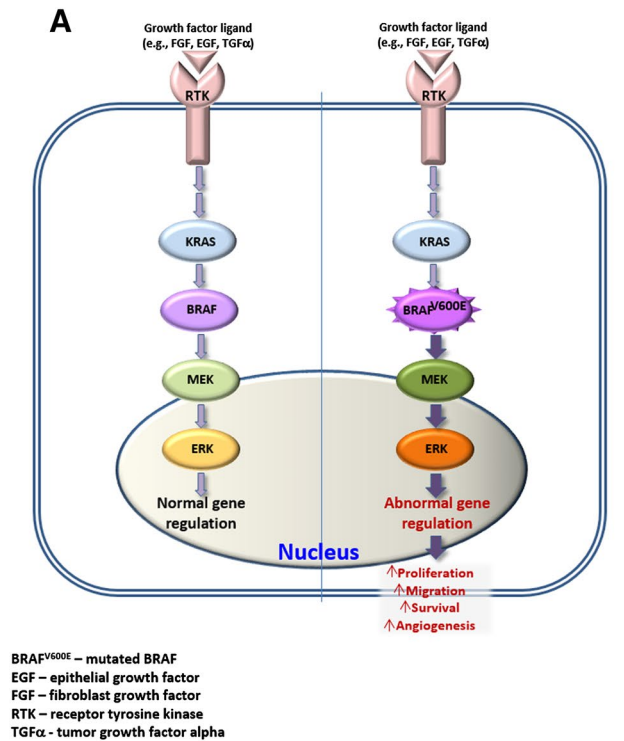 A
Growth factor ligand
(e.g., FGF, EGF, TGFα)
RTK
KRAS
BRAF
MEK
ERK
Normal gene
regulation
Growth factor ligand
(e.g., FGF, EGF, TGFα)
RTK
KRAS
BRAFV600E
MEK
ERK
Abnormal gene
regulation
Nucleus
↑Proliferation
↑Migration
↑Survival
↑Angiogenesis
BRAFV600E – mutated BRAF
EGF – epithelial growth factor
FGF – fibroblast growth factor
RTK – receptor tyrosine kinase
TGFα - tumor growth factor alpha